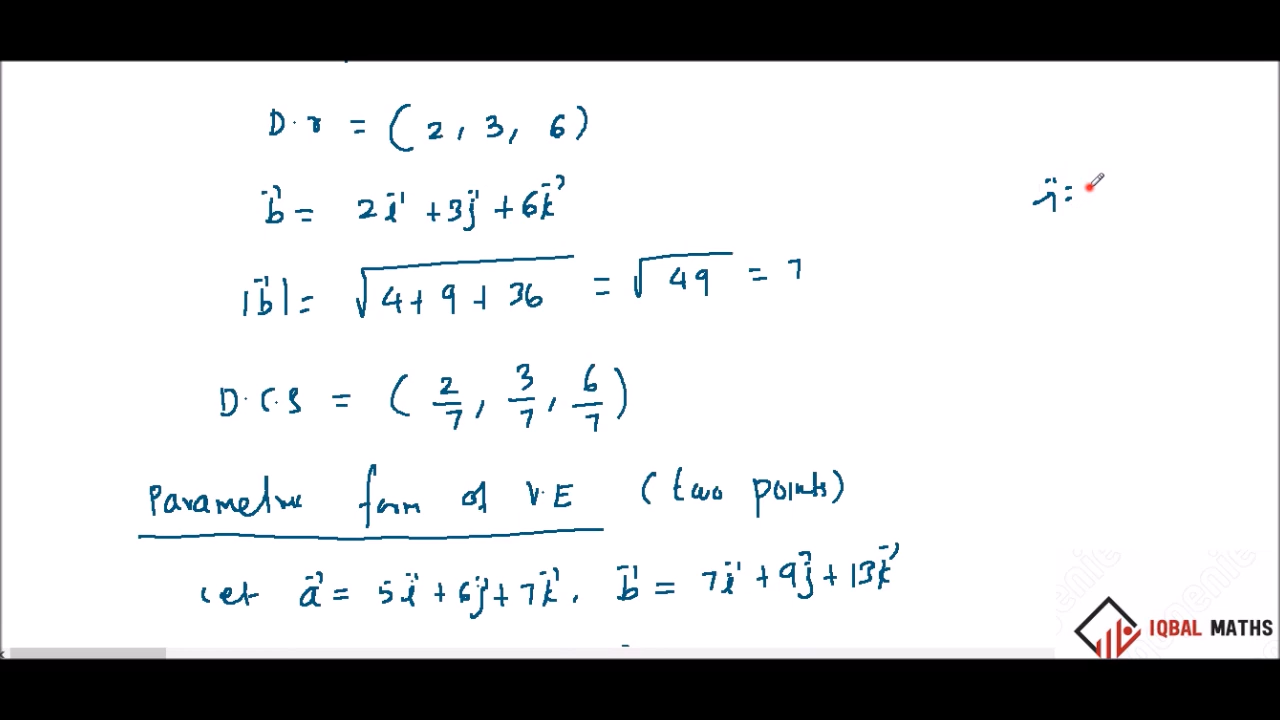 D.r = (2, 3, 6)
b⃗ = 2i⃗ + 3j⃗ + 6k⃗
r⃗ =
|b⃗| = √4+9+36 = √49 = 7
D.C.S = (2/7, 3/7, 6/7)
Parametric form of V.E (two points)
Let a⃗ = 5i⃗ + 6j⃗ + 7k⃗, b⃗ = 7i⃗ + 9j⃗ + 13k⃗
IQBAL MATHS